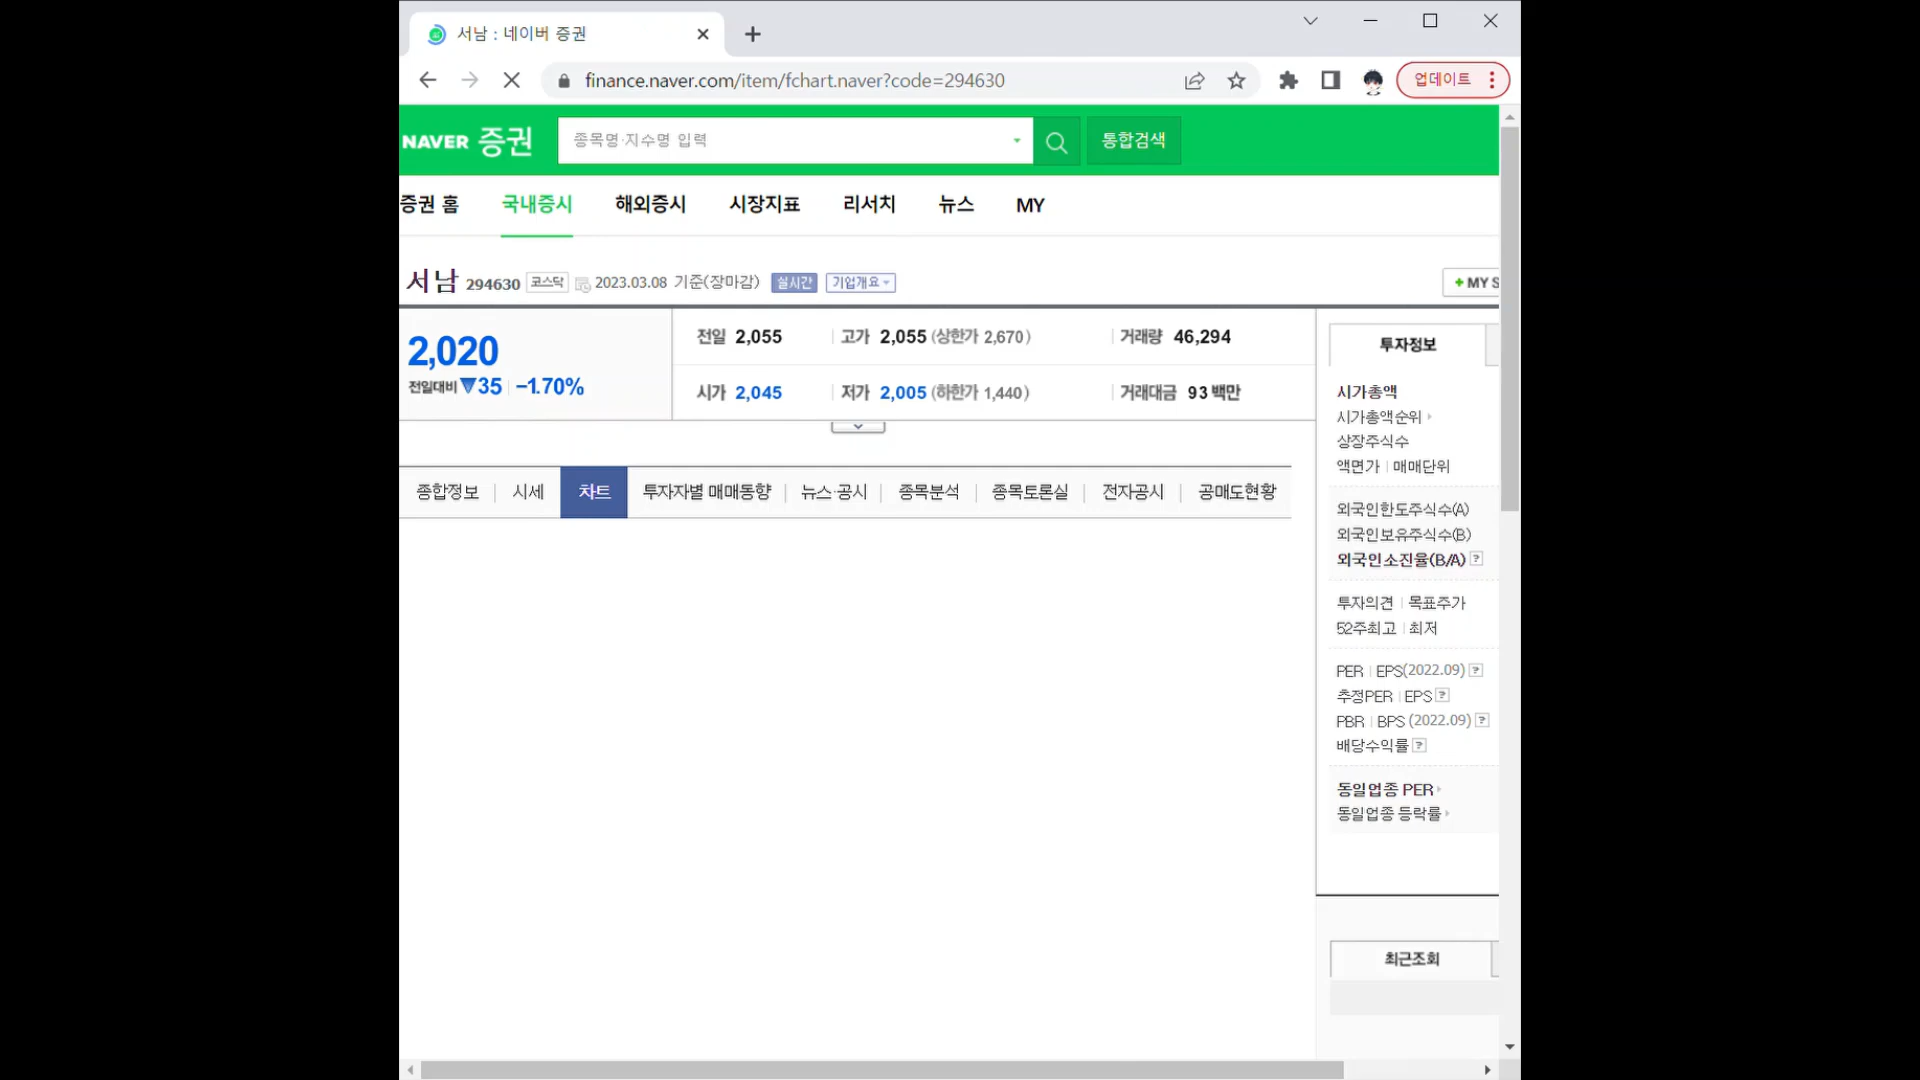 서남 : 네이버 증권
finance.naver.com/item/fchart.naver?code=294630
업데이트
NAVER 증권
종목명·지수명 입력
통합검색
증권 홈 국내증시 해외증시 시장지표 리서치 뉴스 MY
서남 294630 코스닥 2023.03.08 기준(장마감) 실시간 기업개요
+ MY S
2,020
전일대비 ▼35 -1.70%
전일 2,055 고가 2,055 (상한가 2,670) 거래량 46,294
시가 2,045 저가 2,005 (하한가 1,440) 거래대금 93 백만
종합정보 시세 차트 투자자별 매매동향 뉴스·공시 종목분석 종목토론실 전자공시 공매도현황
투자정보
시가총액
시가총액순위
상장주식수
액면가 매매단위
외국인한도주식수(A)
외국인보유주식수(B)
외국인소진율(B/A) ?
투자의견 목표주가
52주최고 최저
PER EPS(2022.09) ?
추정PER EPS ?
PBR BPS (2022.09) ?
배당수익률 ?
동일업종 PER
동일업종 등락률
최근조회